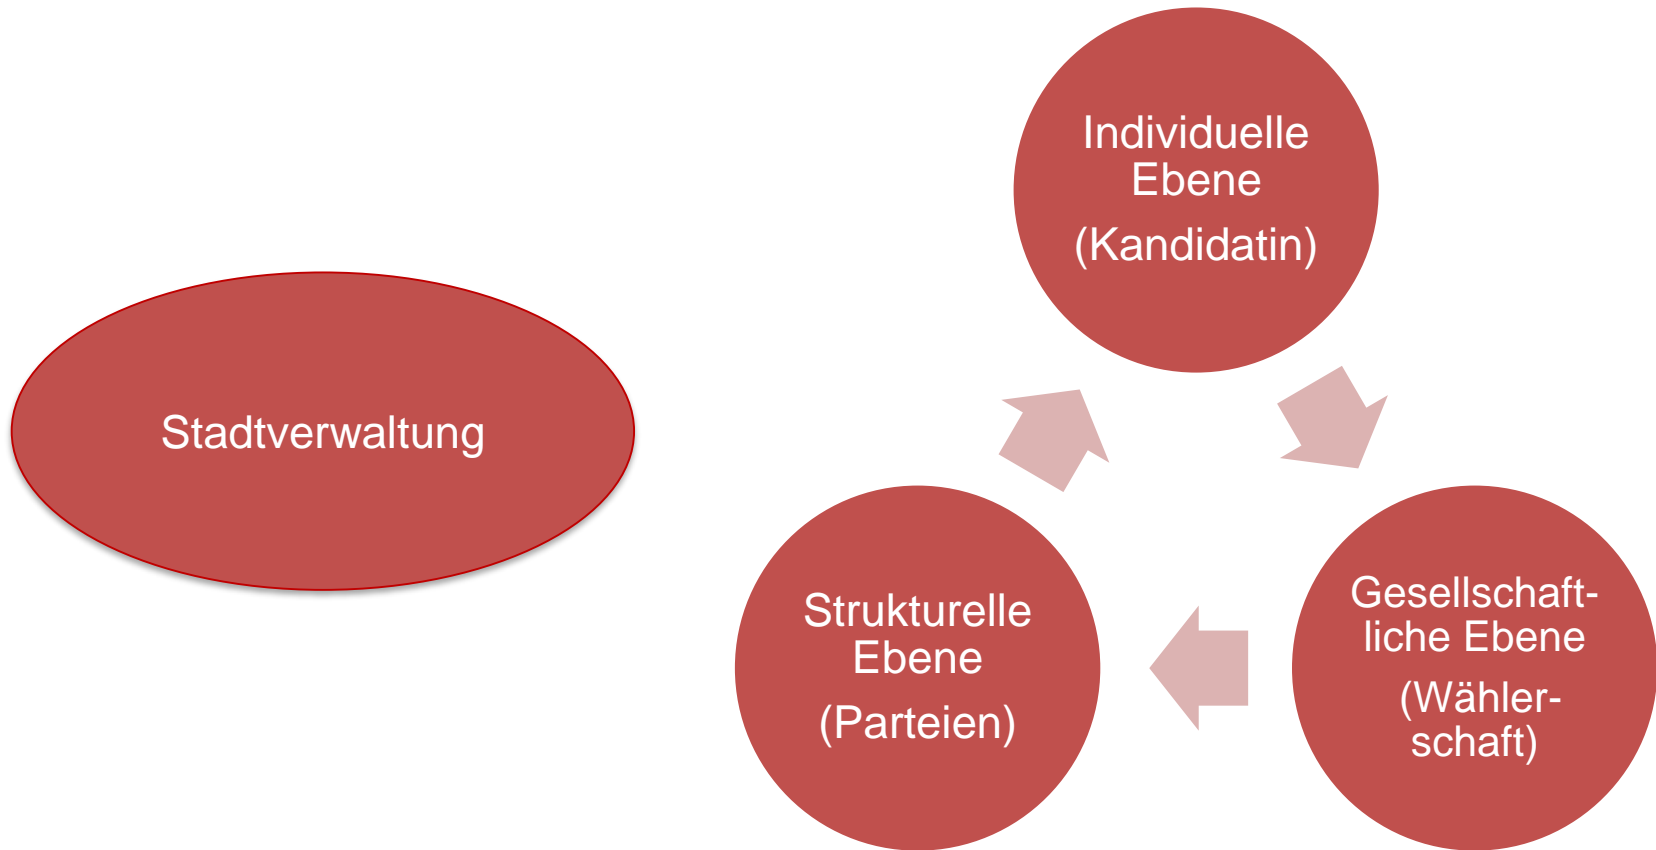 Stadtverwaltung
Individuelle
Ebene
(Kandidatin)
Gesellschaft-
liche Ebene
(Wähler-
schaft)
Strukturelle
Ebene
(Parteien)